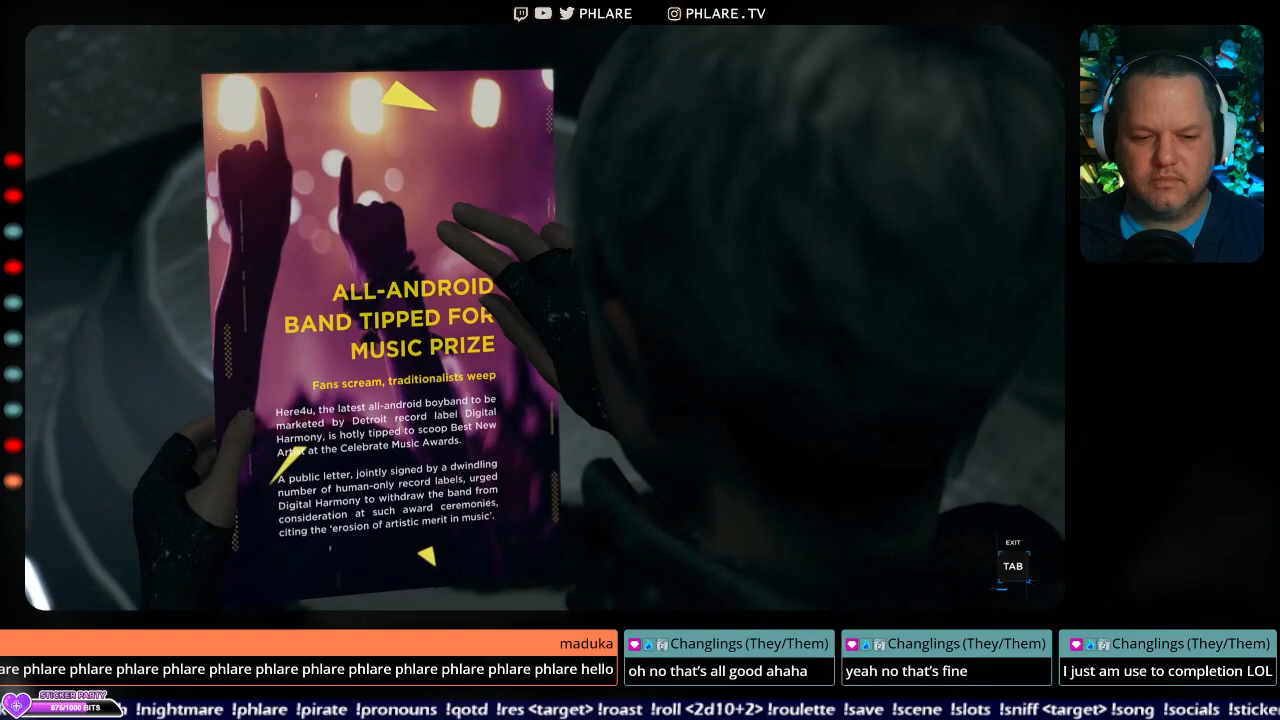 PHLARE PHLARE.TV
ALL-ANDROID
BAND TIPPED FOR
MUSIC PRIZE
Fans scream, traditionalists weep
Here4u, the latest all-android boyband to be
marketed by Detroit record label Digital
Harmony, is hotly tipped to scoop Best New
Artist at the Celebrate Music Awards.
A public letter, jointly signed by a dwindling
number of human-only record labels, urged
Digital Harmony to withdraw the band from
consideration at such award ceremonies,
citing the ‘erosion of artistic merit in music’.
EXIT
TAB
maduka
are phlare phlare phlare phlare phlare phlare phlare phlare phlare phlare phlare phlare hello
Changlings (They/Them)
oh no that’s all good ahaha
Changlings (They/Them)
yeah no that’s fine
Changlings (They/Them)
I just am use to completion LOL
STICKER PARTY
875/1000 BITS
!nightmare !phlare !pirate !pronouns !qotd !res <target> !roast !roll <2d10+2> !roulette !save !scene !slots !sniff <target> !song !socials !sticke